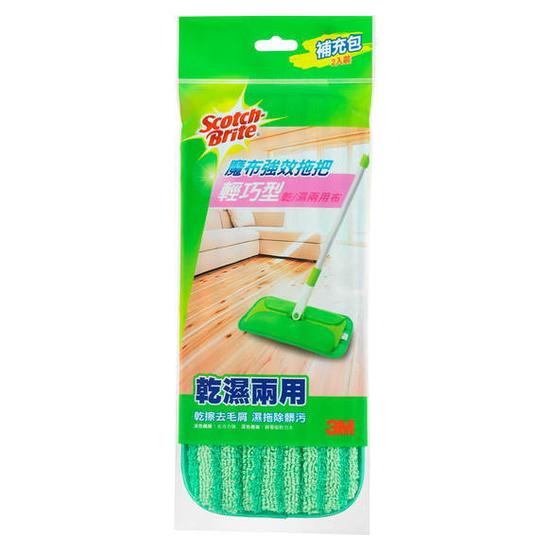 補充包
2入裝
Scotch-
Brite
魔布強效拖把
輕巧型 乾/濕兩用布
乾濕兩用
乾擦去毛屑 濕拖除髒污
3M